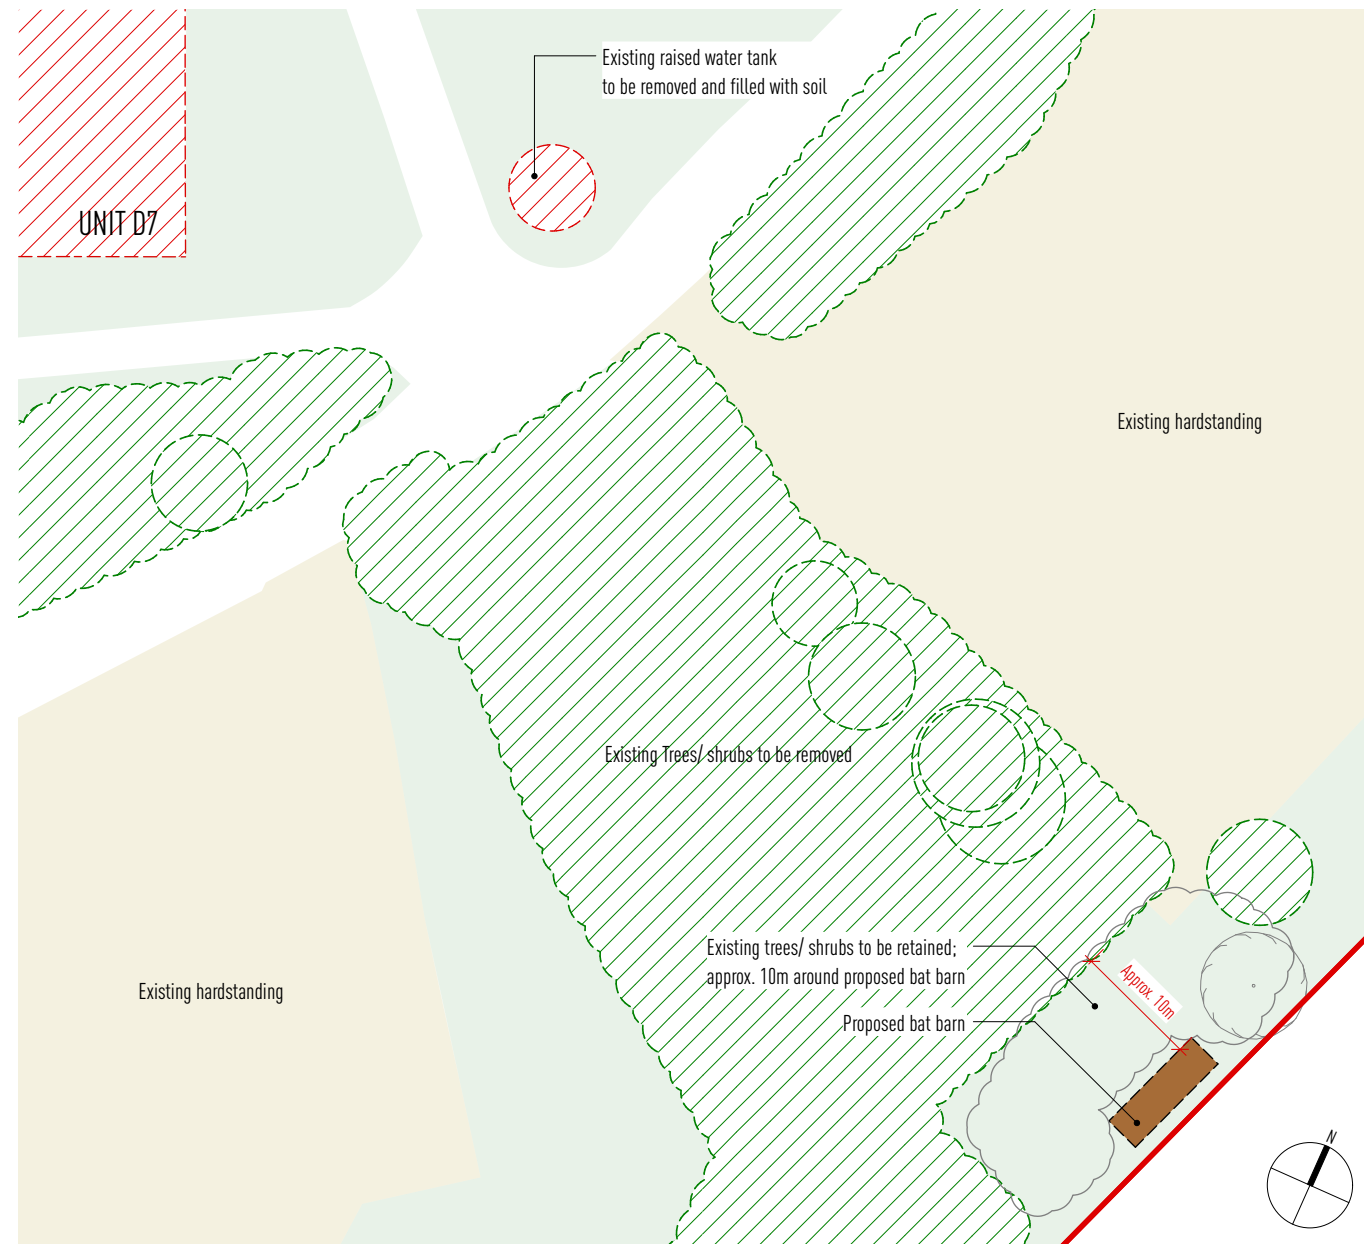 Existing raised water tank
to be removed and filled with soil
UNIT D7
Existing hardstanding
Existing Trees/ shrubs to be removed
Existing trees/ shrubs to be retained;
approx. 10m around proposed bat barn
Approx. 10m
Existing hardstanding
Proposed bat barn
N